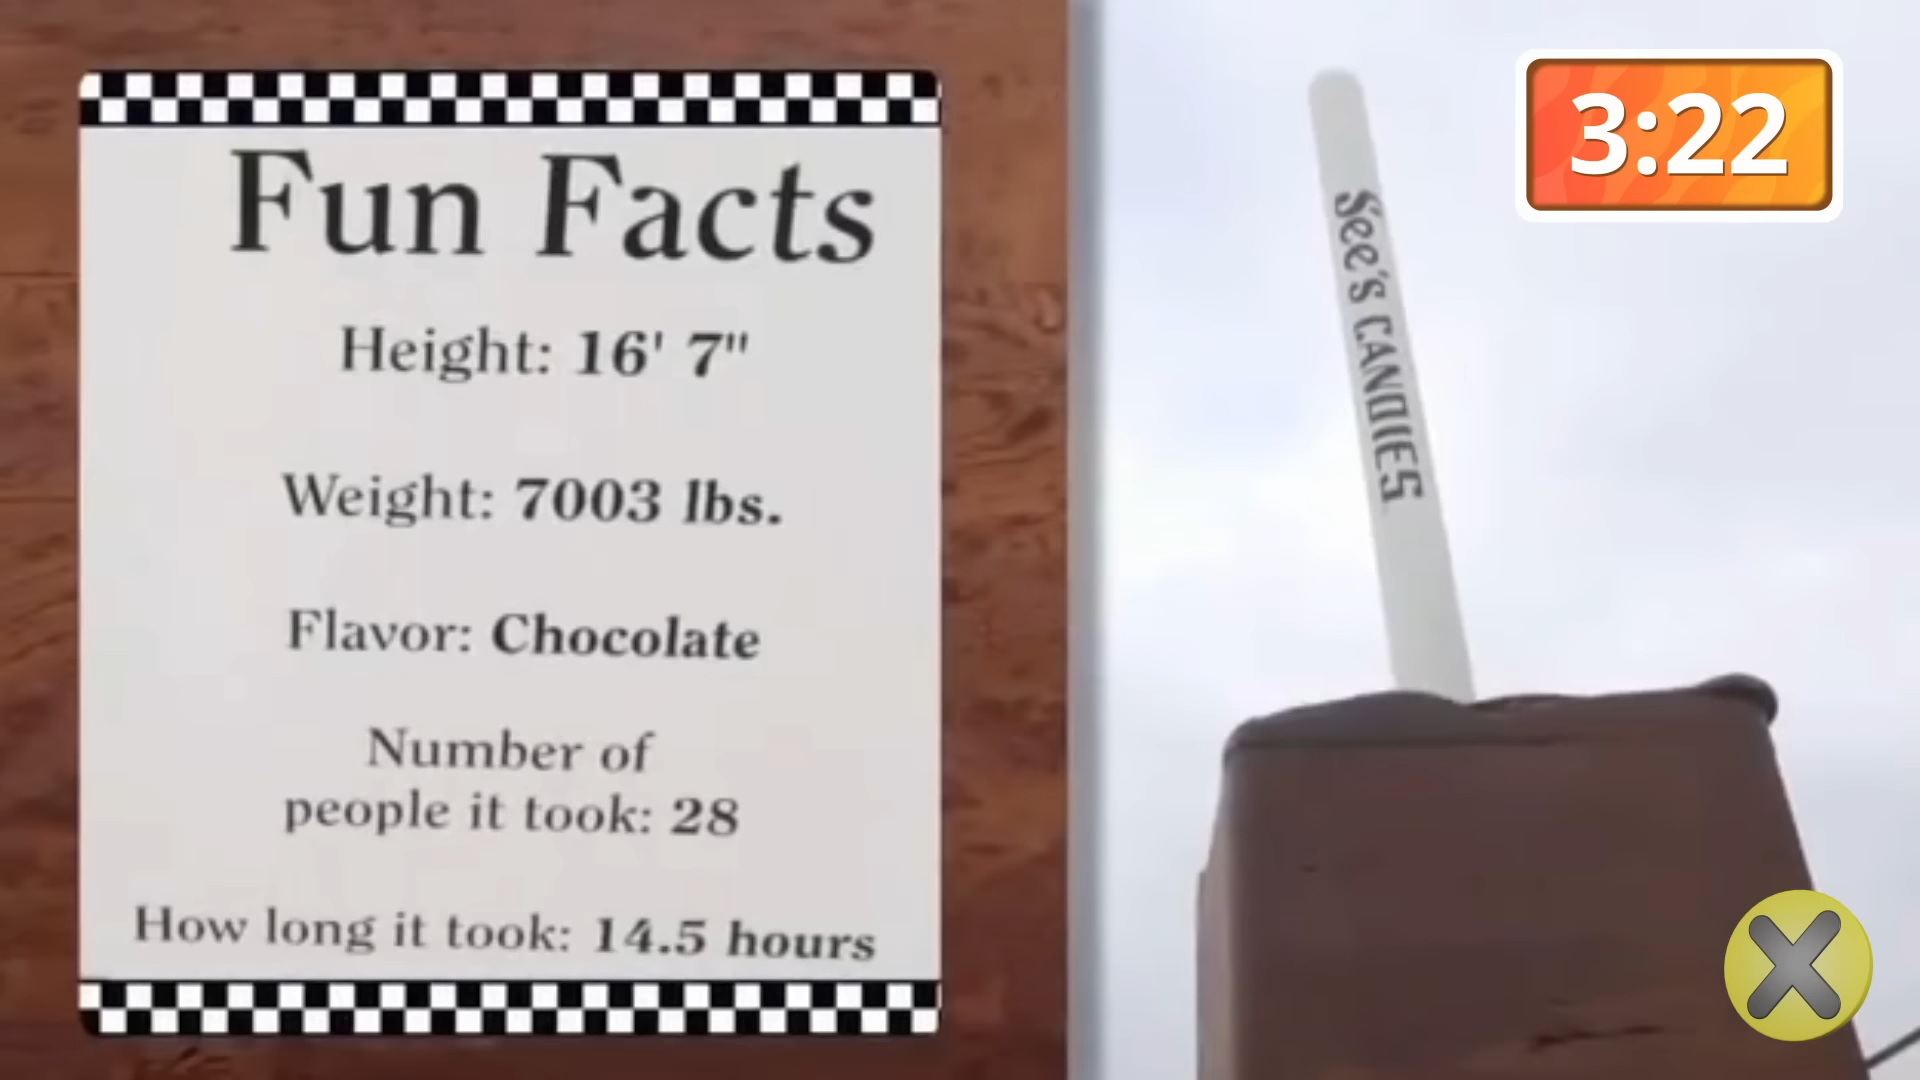 Fun Facts
Height: 16' 7"
Weight: 7003 lbs.
Flavor: Chocolate
Number of
people it took: 28
How long it took: 14.5 hours
See's CANDIES
3:22